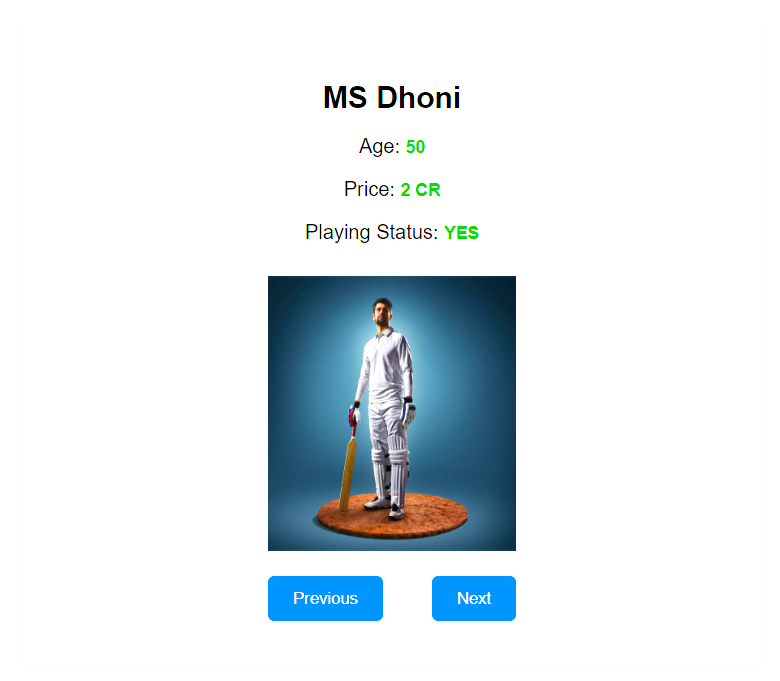 MS Dhoni
Age: 50
Price: 2 CR
Playing Status: YES
Previous
Next